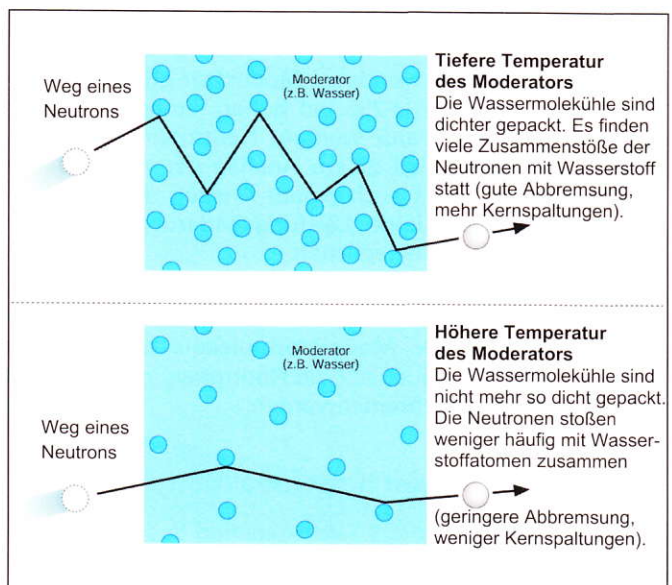 Weg eines
Neutrons
Moderator
(z.B. Wasser)
Tiefere Temperatur
des Moderators
Die Wassermolekühle sind
dichter gepackt. Es finden
viele Zusammenstöße der
Neutronen mit Wasserstoff
statt (gute Abbremsung,
mehr Kernspaltungen).
Weg eines
Neutrons
Moderator
(z.B. Wasser)
Höhere Temperatur
des Moderators
Die Wassermolekühle sind
nicht mehr so dicht gepackt.
Die Neutronen stoßen
weniger häufig mit Wasser-
stoffatomen zusammen
(geringere Abbremsung,
weniger Kernspaltungen).